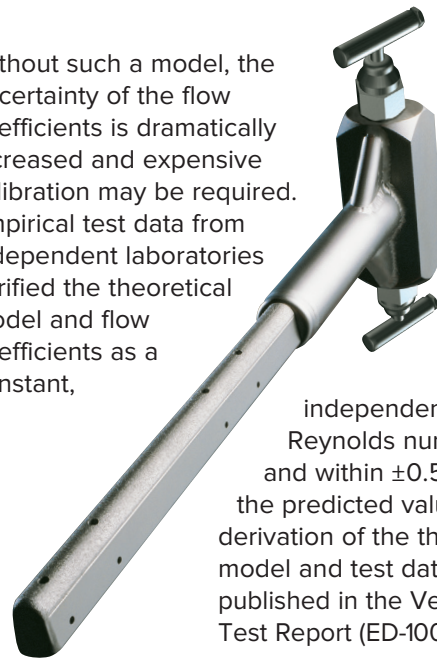 thout such a model, the
certainty of the flow
efficients is dramatically
creased and expensive
libration may be required.
pirical test data from
dependent laboratories
rified the theoretical
odel and flow
efficients as a
nstant,
independen
Reynolds nu
and within ±0.5
the predicted valu
derivation of the th
model and test dat
published in the Ve
Test Report (ED-100